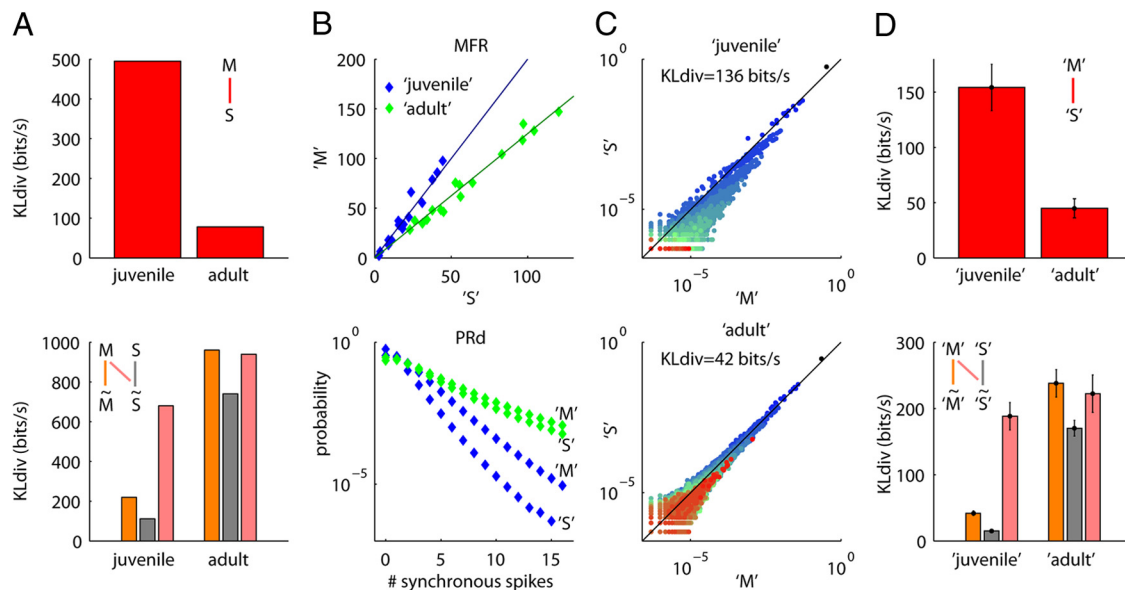 A
KLdiv (bits/s)
500
400
300
200
100
0
M
S
juvenile
adult
KLdiv (bits/s)
1000
800
600
400
200
0
M S
~ ~
M S
juvenile
adult
B
MFR
'M'
200
150
100
50
0
'juvenile'
'adult'
0
50
100
'S'
PRd
probability
10^0
10^-5
'M'
'S'
'M'
'S'
0
5
10
15
# synchronous spikes
C
'juvenile'
KLdiv=136 bits/s
'S'
10^0
10^-5
10^-5
10^0
'M'
'adult'
KLdiv=42 bits/s
'S'
10^0
10^-5
10^-5
10^0
'M'
D
KLdiv (bits/s)
150
100
50
0
'M'
'S'
'juvenile'
'adult'
KLdiv (bits/s)
300
200
100
0
'M' 'S'
~ ~
'M' 'S'
'juvenile'
'adult'